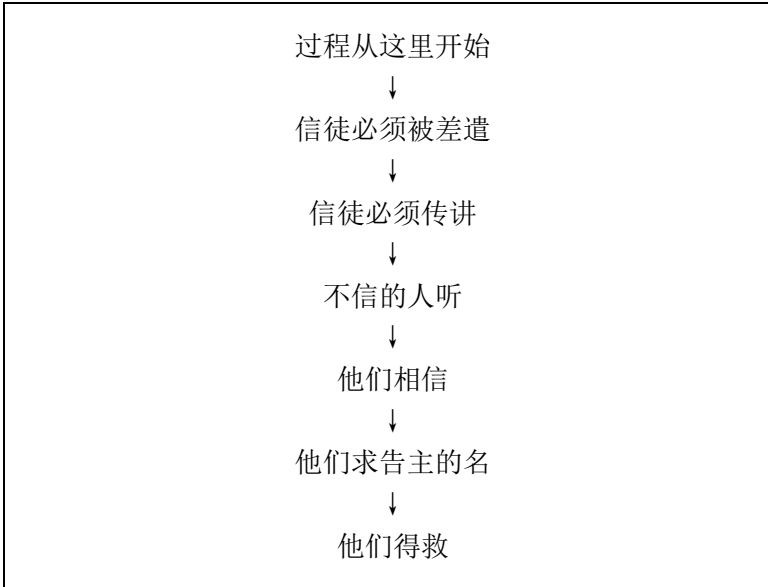 过程从这里开始
↓
信徒必须被差遣
↓
信徒必须传讲
↓
不信的人听
↓
他们相信
↓
他们求告主的名
↓
他们得救